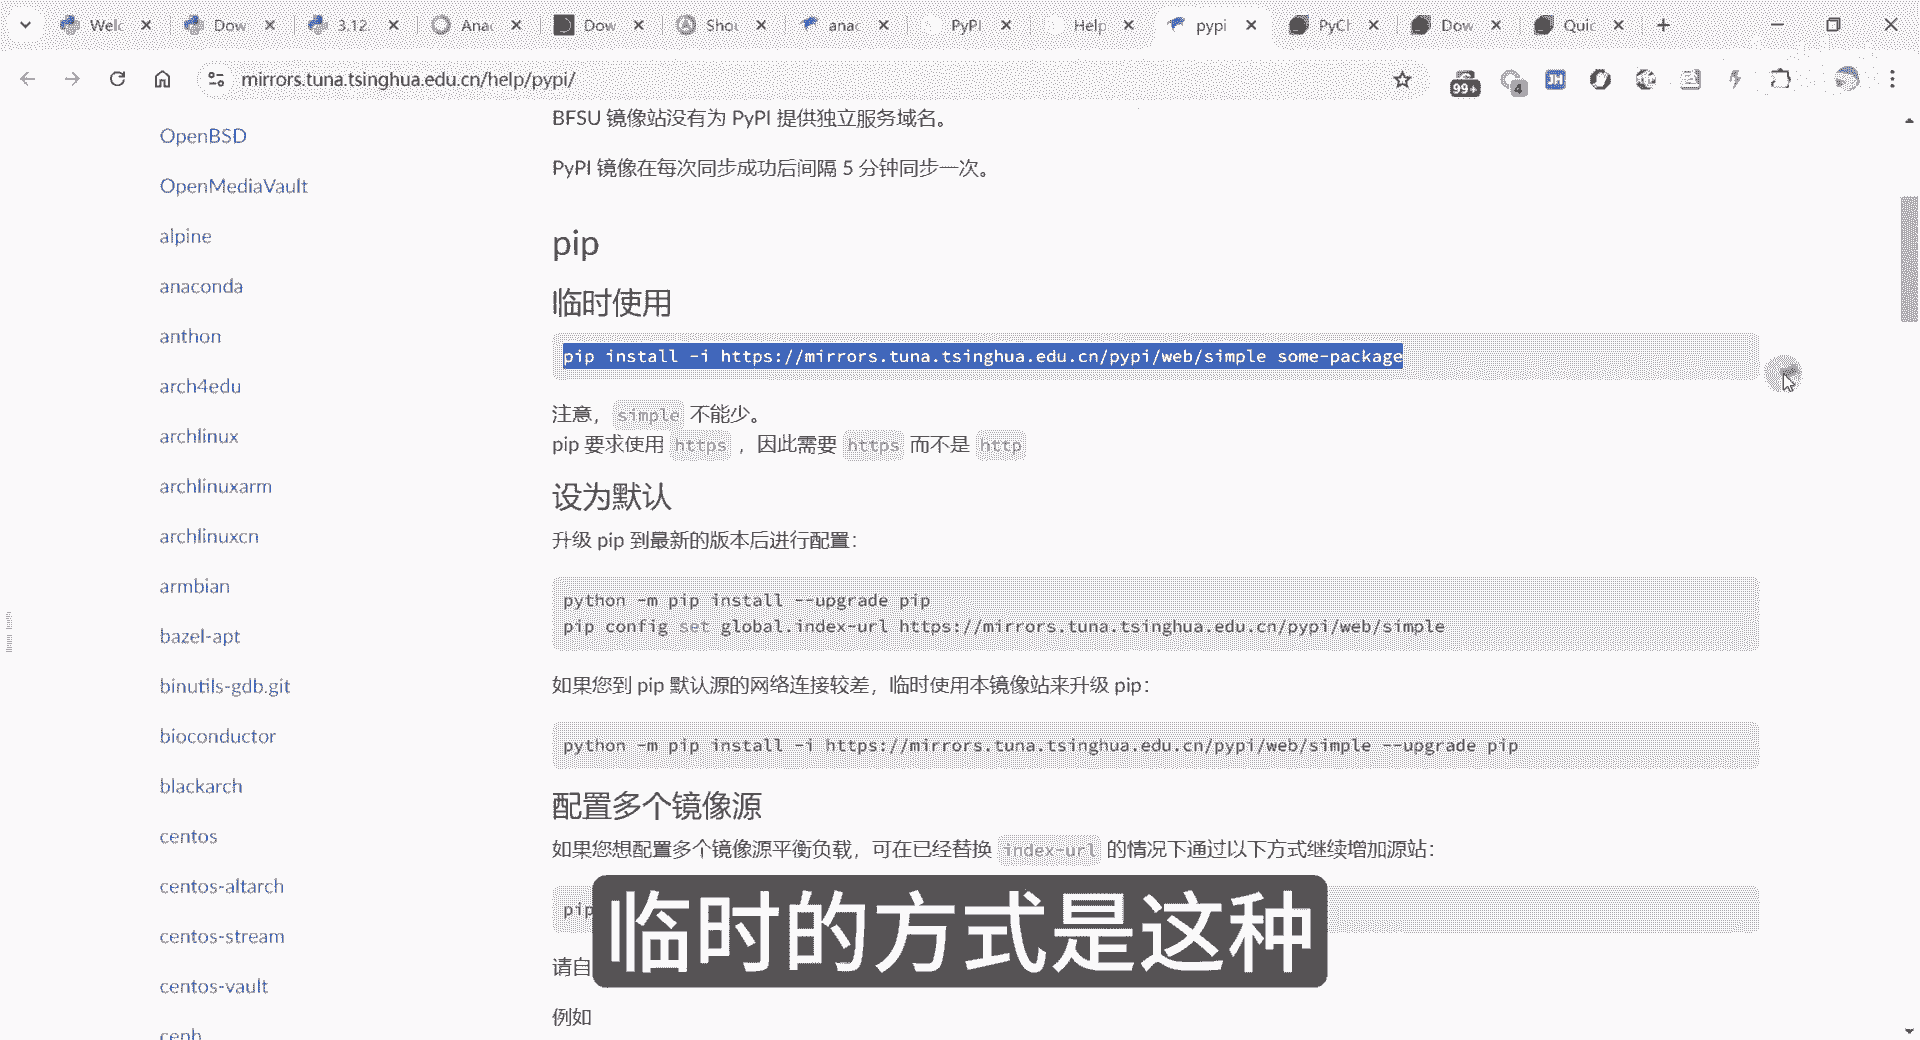 Welc
Dow
3.12.
Anac
Dow
Shou
anac
PyPI
Help
pypi
PyCh
Dow
Quic
mirrors.tuna.tsinghua.edu.cn/help/pypi/
99+
4
JH
OpenBSD
OpenMediaVault
alpine
anaconda
anthon
arch4edu
archlinux
archlinuxarm
archlinuxcn
armbian
bazel-apt
binutils-gdb.git
bioconductor
blackarch
centos
centos-altarch
centos-stream
centos-vault
ceph
BFSU 镜像站没有为 PyPI 提供独立服务域名。
PyPI 镜像在每次同步成功后间隔 5 分钟同步一次。
pip
临时使用
pip install -i https://mirrors.tuna.tsinghua.edu.cn/pypi/web/simple some-package
注意，simple 不能少。
pip 要求使用 https ，因此需要 https 而不是 http
设为默认
升级 pip 到最新的版本后进行配置：
python -m pip install --upgrade pip
pip config set global.index-url https://mirrors.tuna.tsinghua.edu.cn/pypi/web/simple
如果您到 pip 默认源的网络连接较差，临时使用本镜像站来升级 pip：
python -m pip install -i https://mirrors.tuna.tsinghua.edu.cn/pypi/web/simple --upgrade pip
配置多个镜像源
如果您想配置多个镜像源平衡负载，可在已经替换 index-url 的情况下通过以下方式继续增加源站：
pip
临时的方式是这种
请自
例如